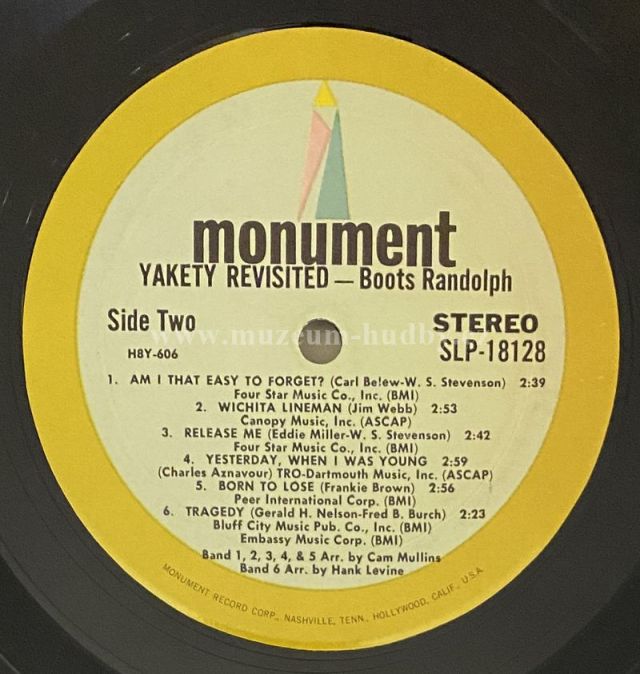 monument
YAKETY REVISITED — Boots Randolph
Side Two
STEREO
H8Y-606
SLP-18128
1. AM I THAT EASY TO FORGET? (Carl Belew-W. S. Stevenson) 2:39
Four Star Music Co., Inc. (BMI)
2. WICHITA LINEMAN (Jim Webb) 2:53
Canopy Music, Inc. (ASCAP)
3. RELEASE ME (Eddie Miller-W. S. Stevenson) 2:42
Four Star Music Co., Inc. (BMI)
4. YESTERDAY, WHEN I WAS YOUNG 2:59
(Charles Aznavour) TRO-Dartmouth Music, Inc. (ASCAP)
5. BORN TO LOSE (Frankie Brown) 2:56
Peer International Corp. (BMI)
6. TRAGEDY (Gerald H. Nelson-Fred B. Burch) 2:23
Bluff City Music Pub. Co., Inc. (BMI)
Embassy Music Corp. (BMI)
Band 1, 2, 3, 4, & 5 Arr. by Cam Mullins
Band 6 Arr. by Hank Levine
MONUMENT RECORD CORP., NASHVILLE, TENN., HOLLYWOOD, CALIF., U.S.A.